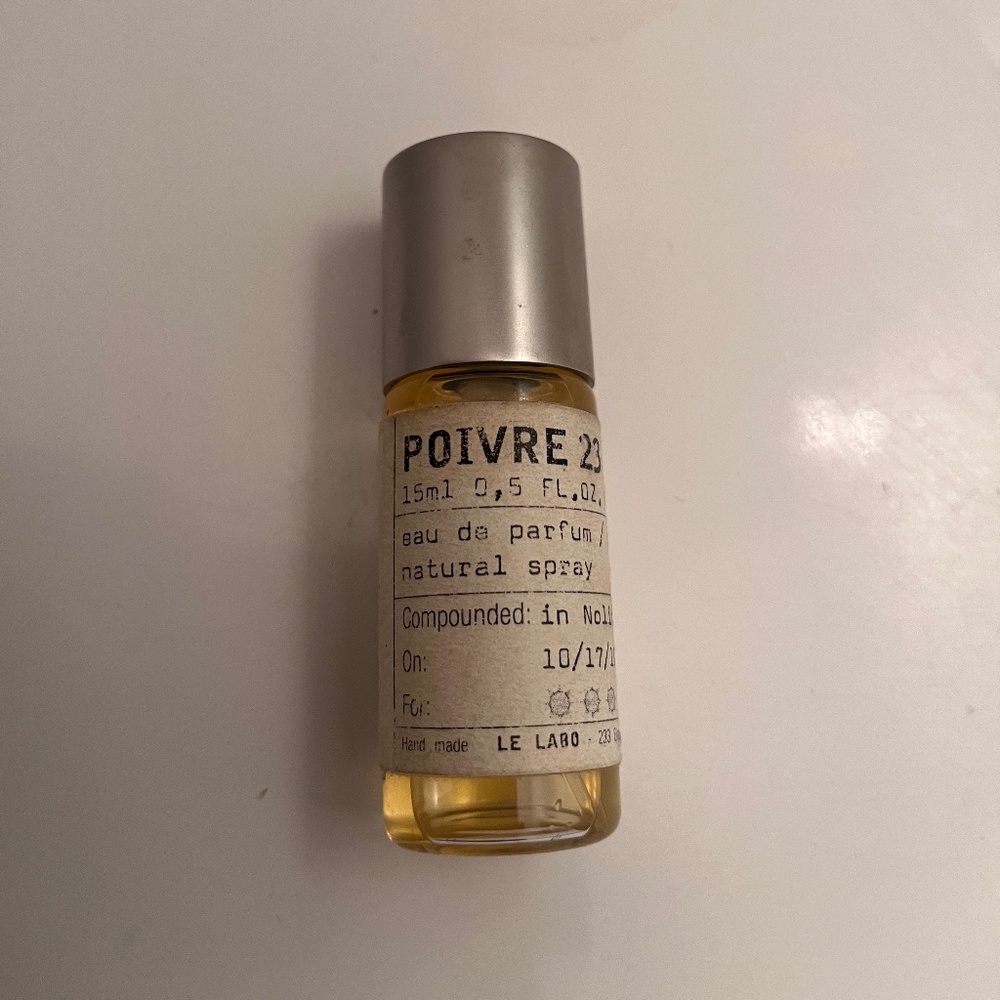 POIVRE 23
15ml 0,5 FL.OZ.
eau de parfum /
natural spray
Compounded: in
On: 10/17/
For:
Hand made LE LABO - 233